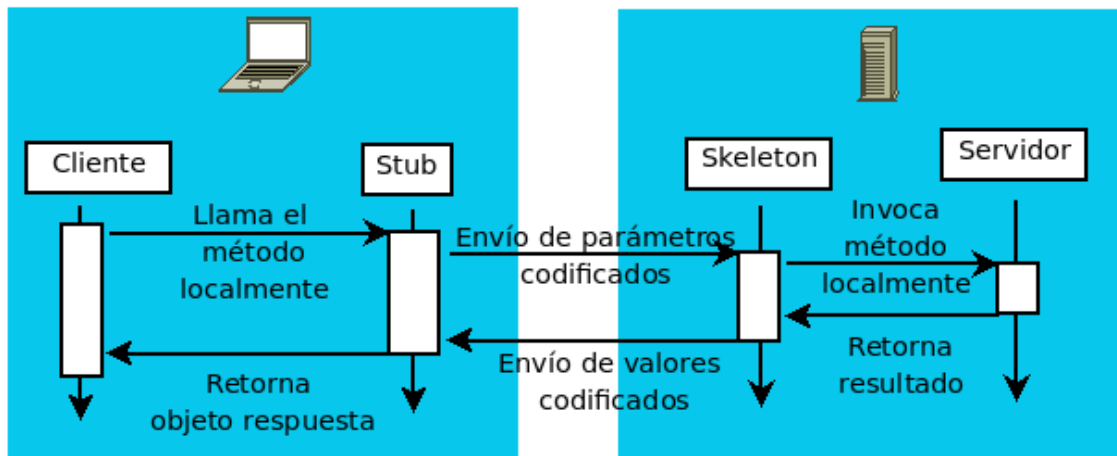 Cliente
Stub
Skeleton
Servidor
Llama el
método
localmente
Envío de parámetros
codificados
Invoca
método
localmente
Retorna
resultado
Envío de valores
codificados
Retorna
objeto respuesta